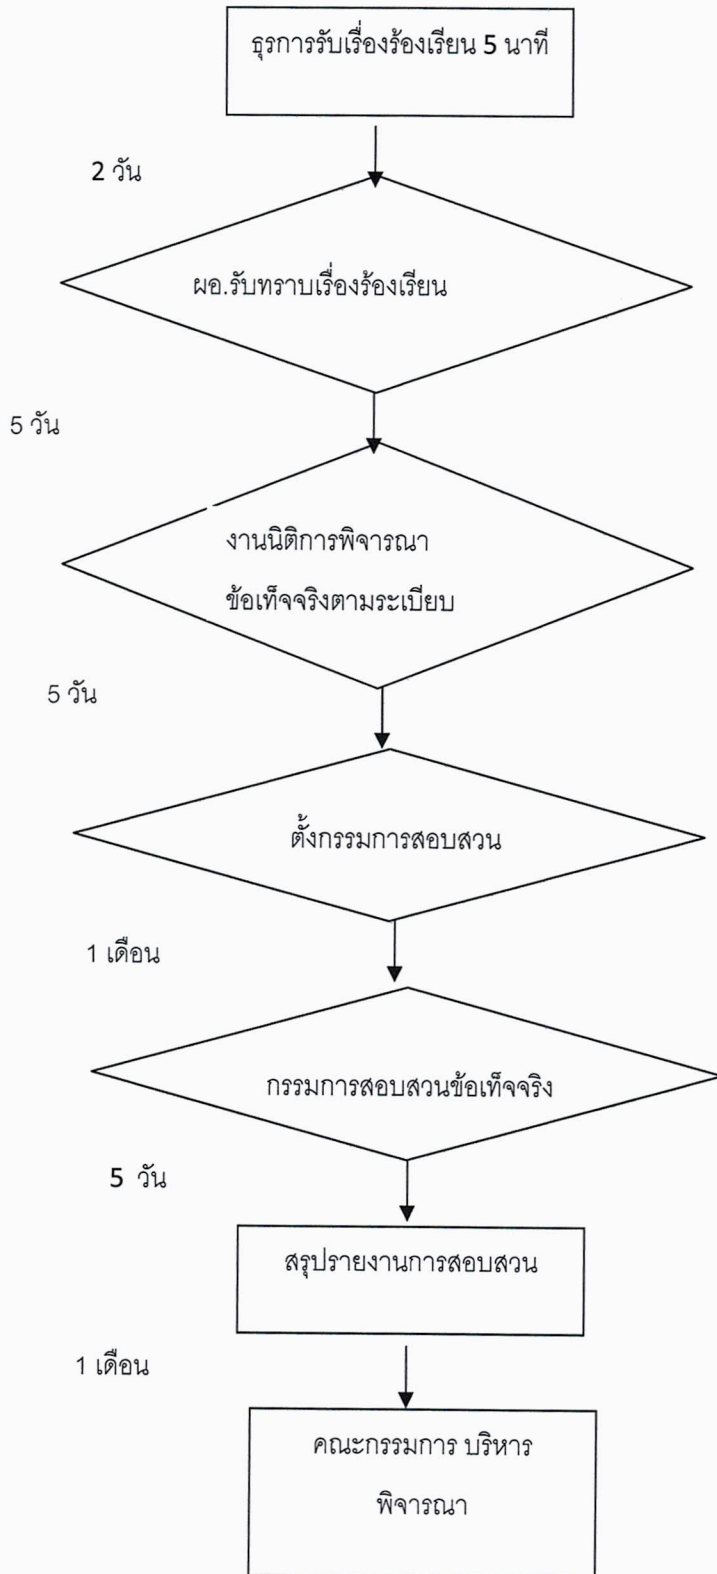 ธุรการรับเรื่องร้องเรียน 5 นาที
2 วัน
ผอ.รับทราบเรื่องร้องเรียน
5 วัน
งานนิติการพิจารณา
ข้อเท็จจริงตามระเบียบ
5 วัน
ตั้งกรรมการสอบสวน
1 เดือน
กรรมการสอบสวนข้อเท็จจริง
5 วัน
สรุปรายงานการสอบสวน
1 เดือน
คณะกรรมการ บริหาร
พิจารณา